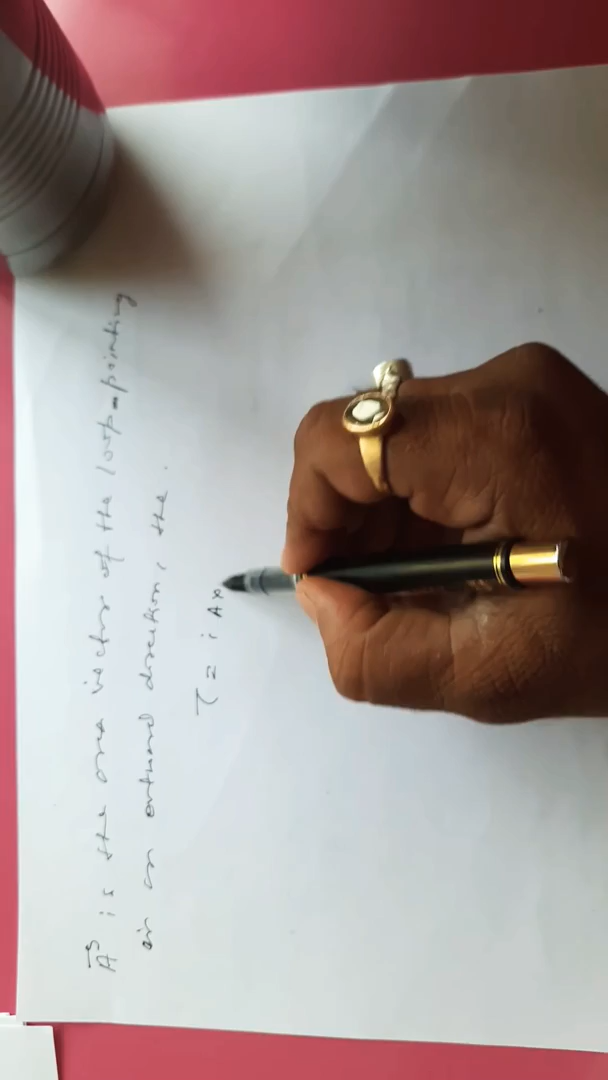 A⃗ is the area vector of the loop pointing
in an outward direction, the.
τ = i A x